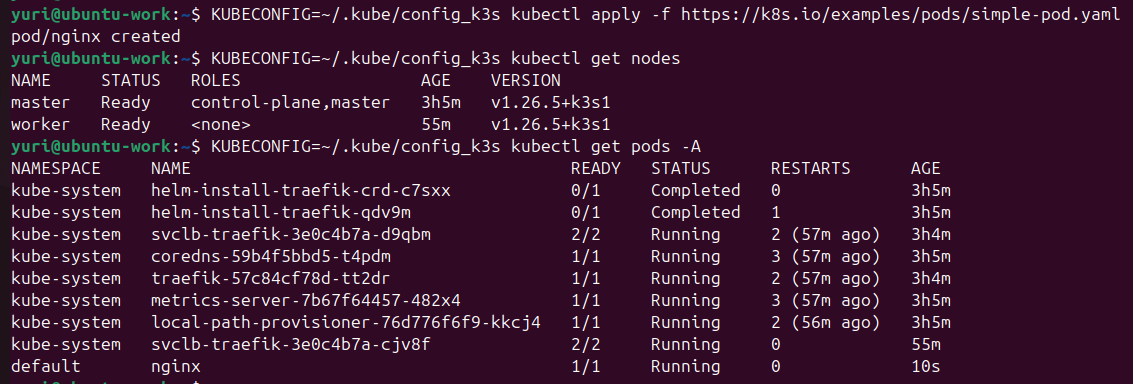 yuri@ubuntu-work:~$ KUBECONFIG=~/.kube/config_k3s kubectl apply -f https://k8s.io/examples/pods/simple-pod.yaml
pod/nginx created
yuri@ubuntu-work:~$ KUBECONFIG=~/.kube/config_k3s kubectl get nodes
NAME     STATUS   ROLES                  AGE    VERSION
master   Ready    control-plane,master   3h5m   v1.26.5+k3s1
worker   Ready    <none>                 55m    v1.26.5+k3s1
yuri@ubuntu-work:~$ KUBECONFIG=~/.kube/config_k3s kubectl get pods -A
NAMESPACE     NAME                                     READY   STATUS      RESTARTS      AGE
kube-system   helm-install-traefik-crd-c7sxx           0/1     Completed   0             3h5m
kube-system   helm-install-traefik-qdv9m               0/1     Completed   1             3h5m
kube-system   svclb-traefik-3e0c4b7a-d9qbm             2/2     Running     2 (57m ago)   3h4m
kube-system   coredns-59b4f5bbd5-t4pdm                 1/1     Running     3 (57m ago)   3h5m
kube-system   traefik-57c84cf78d-tt2dr                 1/1     Running     2 (57m ago)   3h4m
kube-system   metrics-server-7b67f64457-482x4          1/1     Running     3 (57m ago)   3h5m
kube-system   local-path-provisioner-76d776f6f9-kkcj4   1/1     Running     2 (56m ago)   3h5m
kube-system   svclb-traefik-3e0c4b7a-cjv8f             2/2     Running     0             55m
default       nginx                                    1/1     Running     0             10s